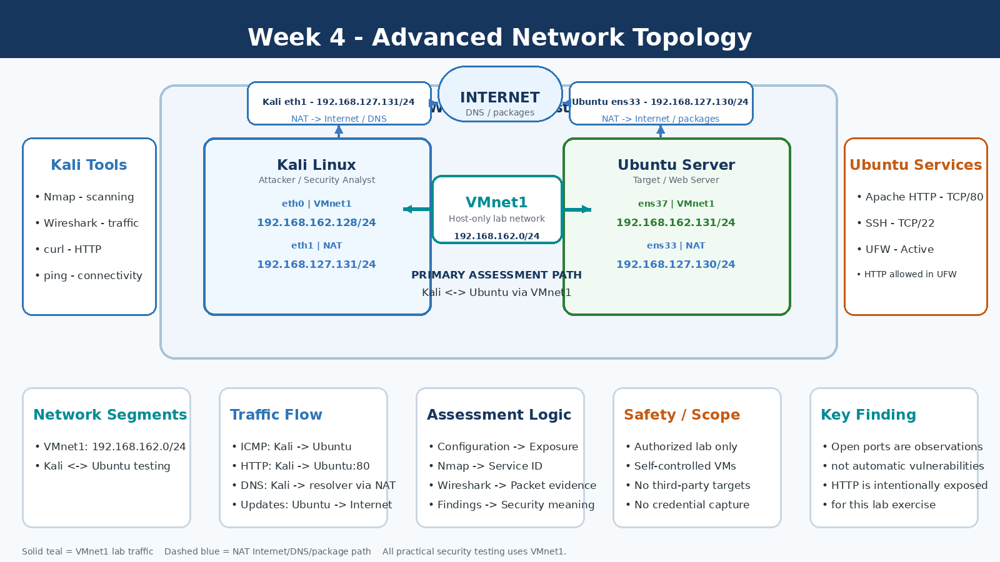 Week 4 - Advanced Network Topology
Kali eth1 - 192.168.127.131/24
NAT -> Internet / DNS
INTERNET
DNS / packages
Ubuntu ens33 - 192.168.127.130/24
NAT -> Internet / packages
Kali Tools
• Nmap - scanning
• Wireshark - traffic
• curl - HTTP
• ping - connectivity
Kali Linux
Attacker / Security Analyst
eth0 | VMnet1
192.168.162.128/24
eth1 | NAT
192.168.127.131/24
VMnet1
Host-only lab network
192.168.162.0/24
PRIMARY ASSESSMENT PATH
Kali <-> Ubuntu via VMnet1
Ubuntu Server
Target / Web Server
ens37 | VMnet1
192.168.162.131/24
ens33 | NAT
192.168.127.130/24
Ubuntu Services
• Apache HTTP - TCP/80
• SSH - TCP/22
• UFW - Active
• HTTP allowed in UFW
Network Segments
• VMnet1: 192.168.162.0/24
• Kali <-> Ubuntu testing
Traffic Flow
• ICMP: Kali -> Ubuntu
• HTTP: Kali -> Ubuntu:80
• DNS: Kali -> resolver via NAT
• Updates: Ubuntu -> Internet
Assessment Logic
• Configuration -> Exposure
• Nmap -> Service ID
• Wireshark -> Packet evidence
• Findings -> Security meaning
Safety / Scope
• Authorized lab only
• Self-controlled VMs
• No third-party targets
• No credential capture
Key Finding
• Open ports are observations
• not automatic vulnerabilities
• HTTP is intentionally exposed
• for this lab exercise
Solid teal = VMnet1 lab traffic Dashed blue = NAT Internet/DNS/package path All practical security testing uses VMnet1.